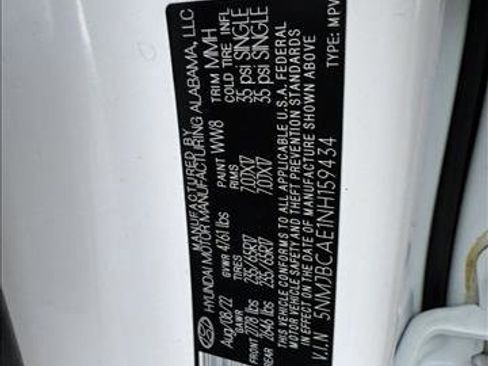 MANUFACTURED BY
HYUNDAI MOTOR MANUFACTURING ALABAMA, LLC
Aug/08/22 GVWR 4761 lbs PAINT WW8 TRIM MMH
GAWR TIRES RIMS COLD TIRE INFL
FRONT lbs 235/65R17 7.0JX17 35 psi SINGLE
REAR 2646 lbs 235/65R17 7.0JX17 35 psi SINGLE
THIS VEHICLE CONFORMS TO ALL APPLICABLE U.S.A. FEDERAL
MOTOR VEHICLE SAFETY AND THEFT PREVENTION STANDARDS
IN EFFECT ON THE DATE OF MANUFACTURE SHOWN ABOVE
V.I.N 5NMJBCAE1NH159434 TYPE: MPV